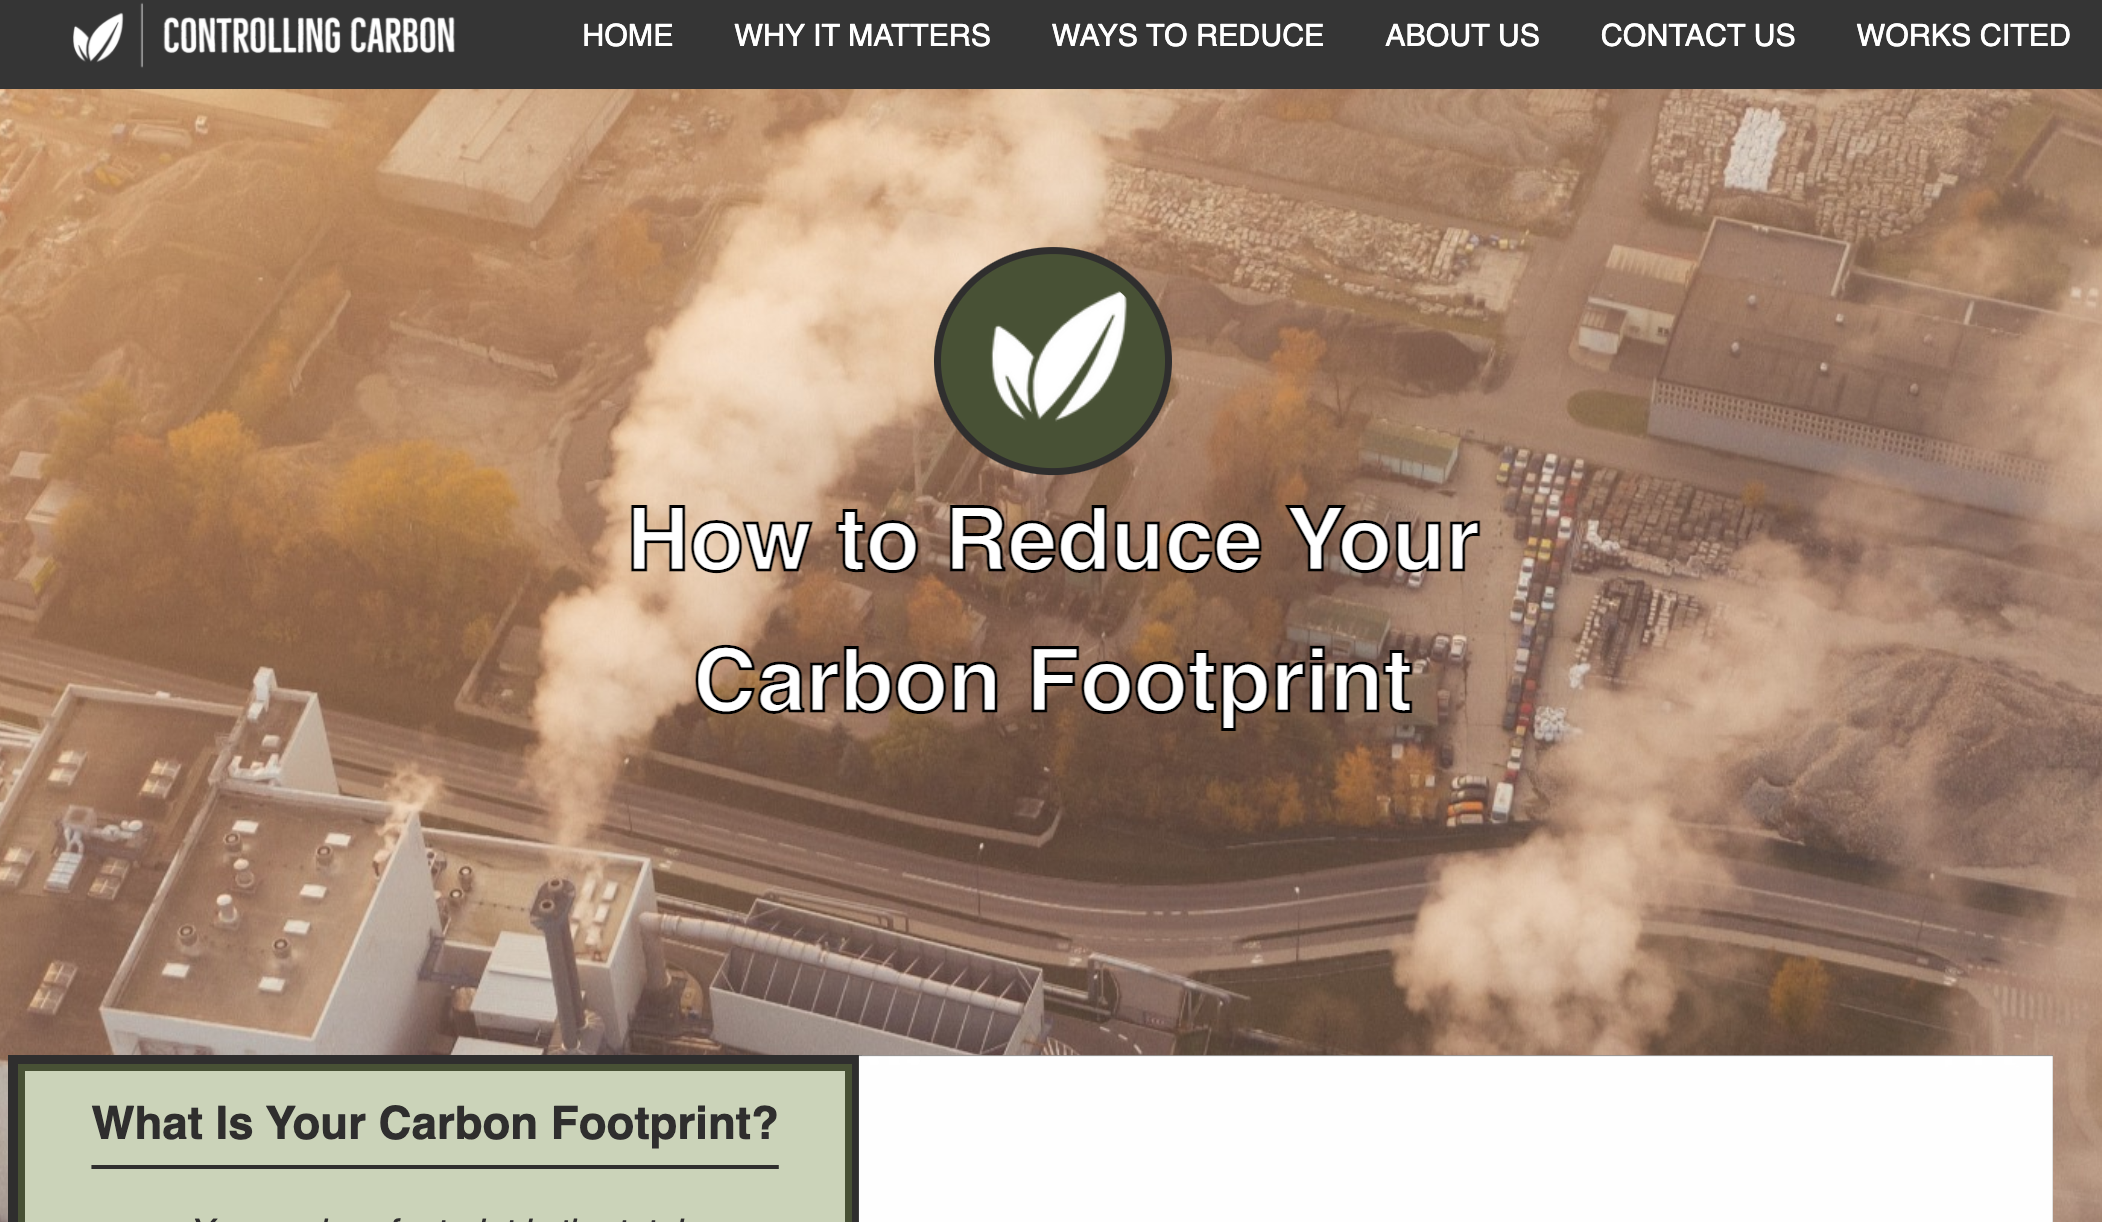 CONTROLLING CARBON
HOME WHY IT MATTERS WAYS TO REDUCE ABOUT US CONTACT US WORKS CITED
How to Reduce Your
Carbon Footprint
What Is Your Carbon Footprint?